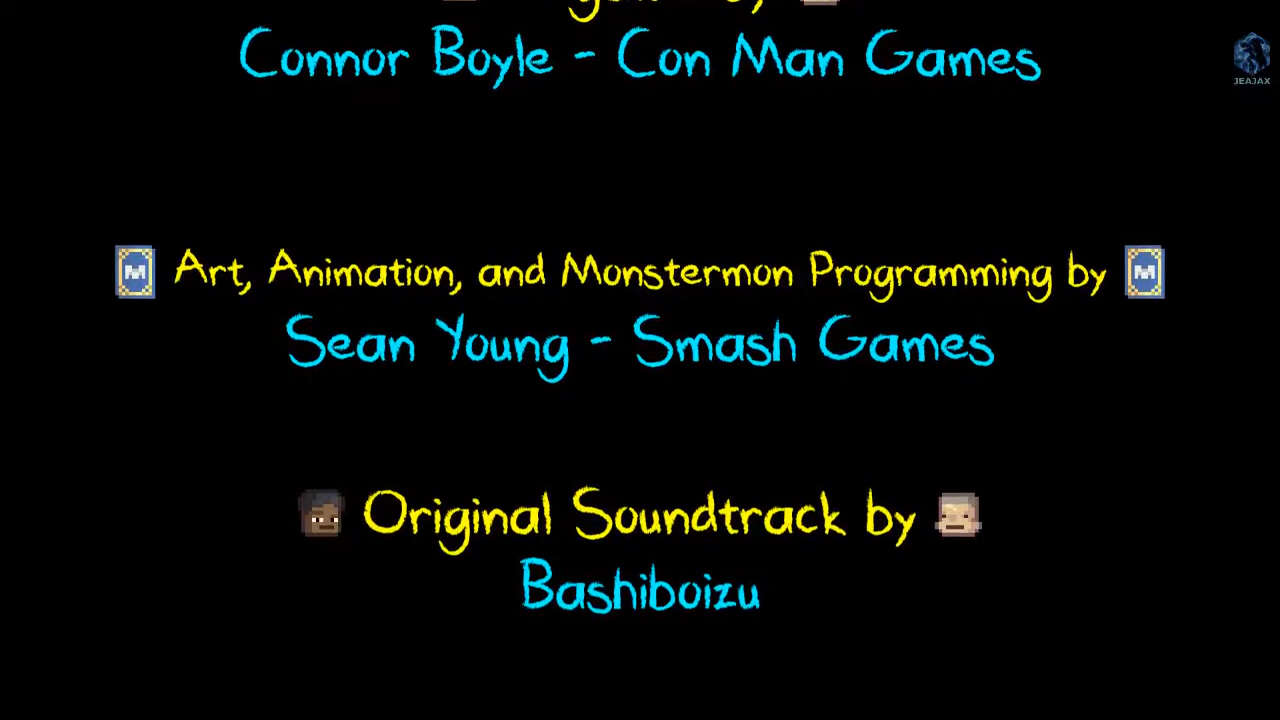 Connor Boyle - Con Man Games
JEAJAX
M Art, Animation, and Monstermon Programming by M
Sean Young - Smash Games
Original Soundtrack by
Bashiboizu